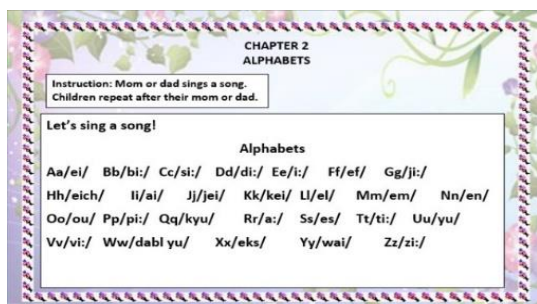 CHAPTER 2
ALPHABETS
Instruction: Mom or dad sings a song.
Children repeat after their mom or dad.
Let's sing a song!
Alphabets
Aa/ei/ Bb/bi:/ Cc/si:/ Dd/di:/ Ee/i:/ Ff/ef/ Gg/ji:/
Hh/eich/ Ii/ai/ Jj/jei/ Kk/kei/ Ll/el/ Mm/em/ Nn/en/
Oo/ou/ Pp/pi:/ Qq/kyu/ Rr/a:/ Ss/es/ Tt/ti:/ Uu/yu/
Vv/vi:/ Ww/dabl yu/ Xx/eks/ Yy/wai/ Zz/zi:/